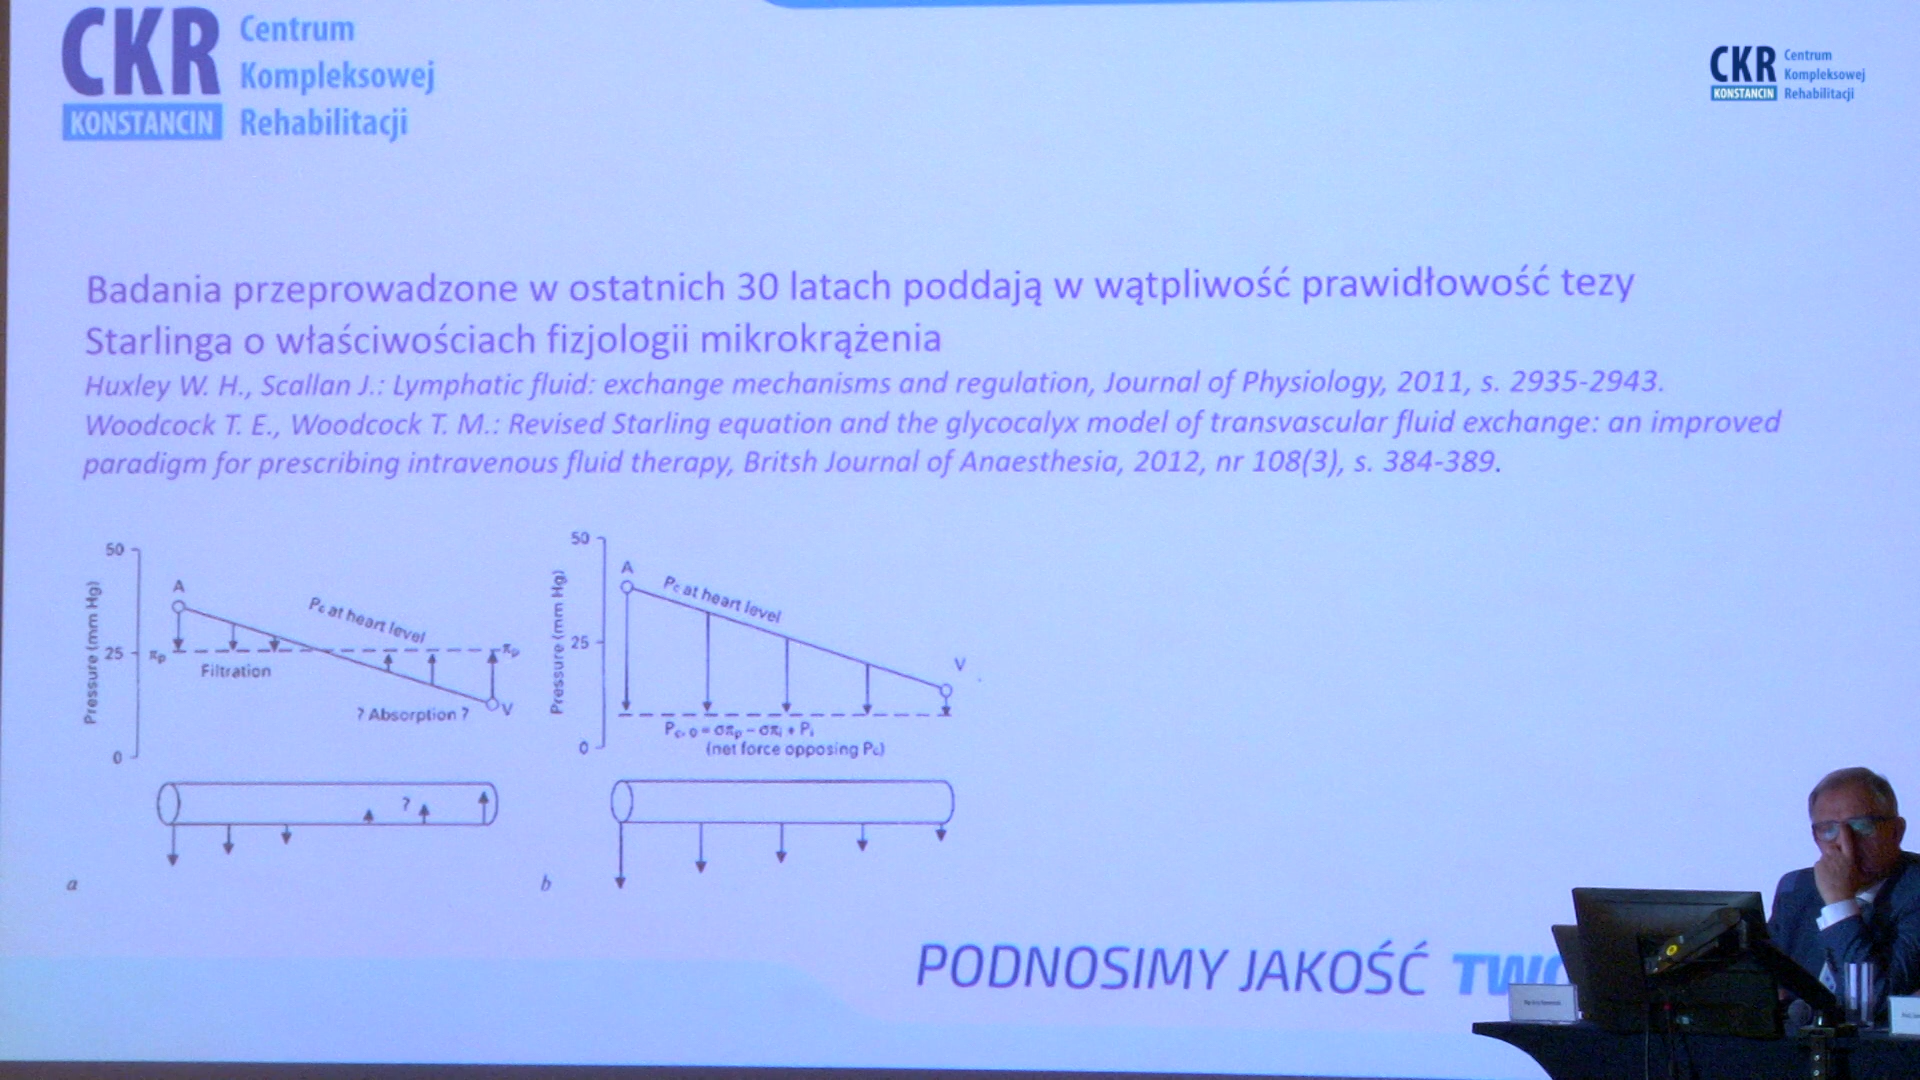 CKR Centrum
Kompleksowej
KONSTANCIN Rehabilitacji
CKR Centrum
Kompleksowej
KONSTANCIN Rehabilitacji
Badania przeprowadzone w ostatnich 30 latach poddają w wątpliwość prawidłowość tezy
Starlinga o właściwościach fizjologii mikrokrążenia
Huxley W. H., Scallan J.: Lymphatic fluid: exchange mechanisms and regulation, Journal of Physiology, 2011, s. 2935-2943.
Woodcock T. E., Woodcock T. M.: Revised Starling equation and the glycocalyx model of transvascular fluid exchange: an improved
paradigm for prescribing intravenous fluid therapy, Britsh Journal of Anaesthesia, 2012, nr 108(3), s. 384-389.
Pressure (mm Hg)
50
25
0
A
Pc at heart level
πp
πp
Filtration
? Absorption ?
V
?
a
Pressure (mm Hg)
50
25
0
A
Pc at heart level
V
Pc,0 = σπp - σπi + Pi
(net force opposing Pc)
b
PODNOSIMY JAKOŚĆ TWO